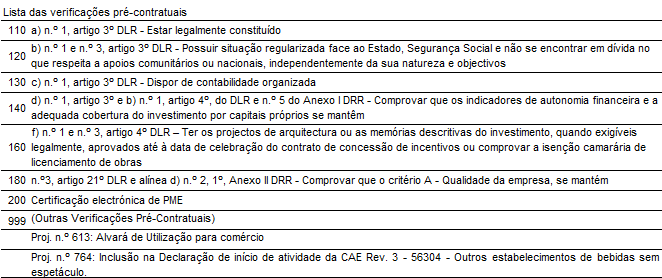 Lista das verificações pré-contratuais
110 a) n.º 1, artigo 3º DLR - Estar legalmente constituído
120 b) n.º 1 e n.º 3, artigo 3º DLR - Possuir situação regularizada face ao Estado, Segurança Social e não se encontrar em dívida no
que respeita a apoios comunitários ou nacionais, independentemente da sua natureza e objectivos
130 c) n.º 1, artigo 3º DLR - Dispor de contabilidade organizada
140 d) n.º 1, artigo 3º e b) n.º 1, artigo 4º, do DLR e n.º 5 do Anexo I DRR - Comprovar que os indicadores de autonomia financeira e a
adequada cobertura do investimento por capitais próprios se mantêm
f) n.º 1 e n.º 3, artigo 4º DLR – Ter os projectos de arquitectura ou as memórias descritivas do investimento, quando exigíveis
160 legalmente, aprovados até à data de celebração do contrato de concessão de incentivos ou comprovar a isenção camarária de
licenciamento de obras
180 n.º3, artigo 21º DLR e alínea d) n.º 2, 1º, Anexo II DRR - Comprovar que o critério A - Qualidade da empresa, se mantém
200 Certificação electrónica de PME
999 (Outras Verificações Pré-Contratuais)
Proj. n.º 613: Alvará de Utilização para comércio
Proj. n.º 764: Inclusão na Declaração de início de atividade da CAE Rev. 3 - 56304 - Outros estabelecimentos de bebidas sem
espetáculo.